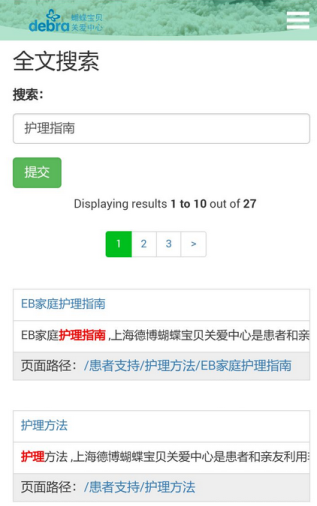 debra 蝴蝶宝贝
关爱中心
全文搜索
搜索：
护理指南
提交
Displaying results 1 to 10 out of 27
1 2 3 >
EB家庭护理指南
EB家庭护理指南 ,上海德博蝴蝶宝贝关爱中心是患者和亲
页面路径： /患者支持/护理方法/EB家庭护理指南
护理方法
护理方法 ,上海德博蝴蝶宝贝关爱中心是患者和亲友利用
页面路径： /患者支持/护理方法